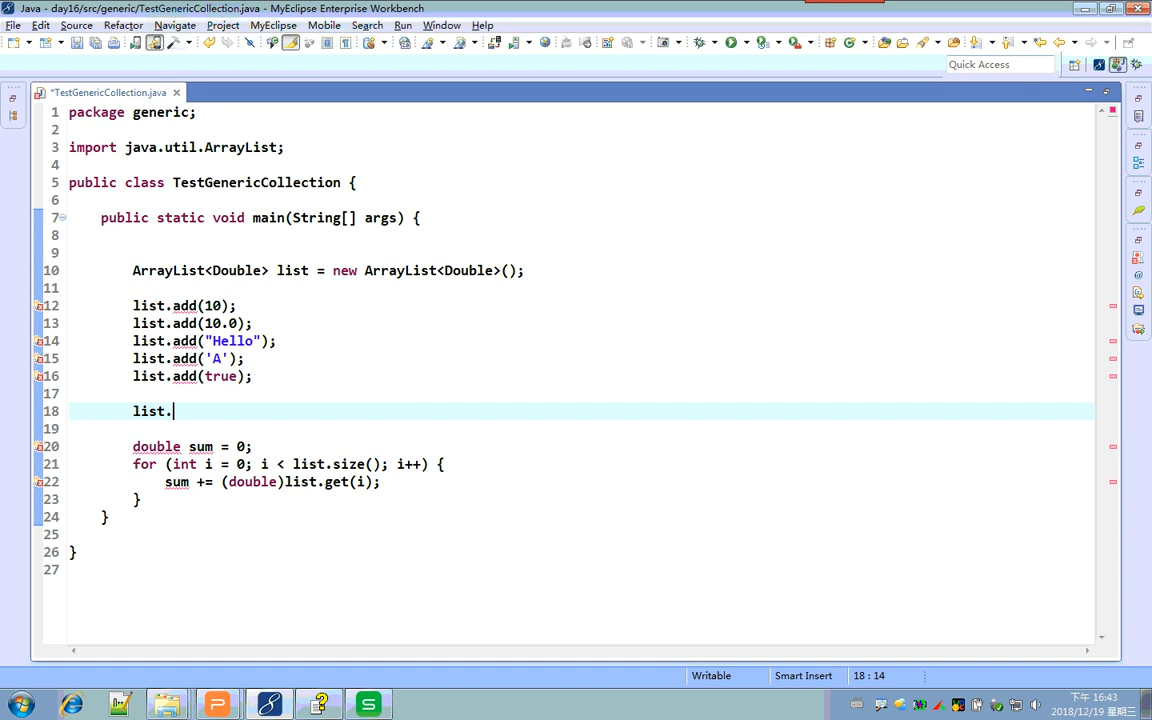 Java - day16/src/generic/TestGenericCollection.java - MyEclipse Enterprise Workbench
File Edit Source Refactor Navigate Project MyEclipse Mobile Search Run Window Help
Quick Access
*TestGenericCollection.java
1 package generic;
2
3 import java.util.ArrayList;
4
5 public class TestGenericCollection {
6
7 public static void main(String[] args) {
8
9
10 ArrayList<Double> list = new ArrayList<Double>();
11
12 list.add(10);
13 list.add(10.0);
14 list.add("Hello");
15 list.add('A');
16 list.add(true);
17
18 list.
19
20 double sum = 0;
21 for (int i = 0; i < list.size(); i++) {
22 sum += (double)list.get(i);
23 }
24 }
25
26 }
27
Writable Smart Insert 18 : 14
下午 16:43
2018/12/19 星期三